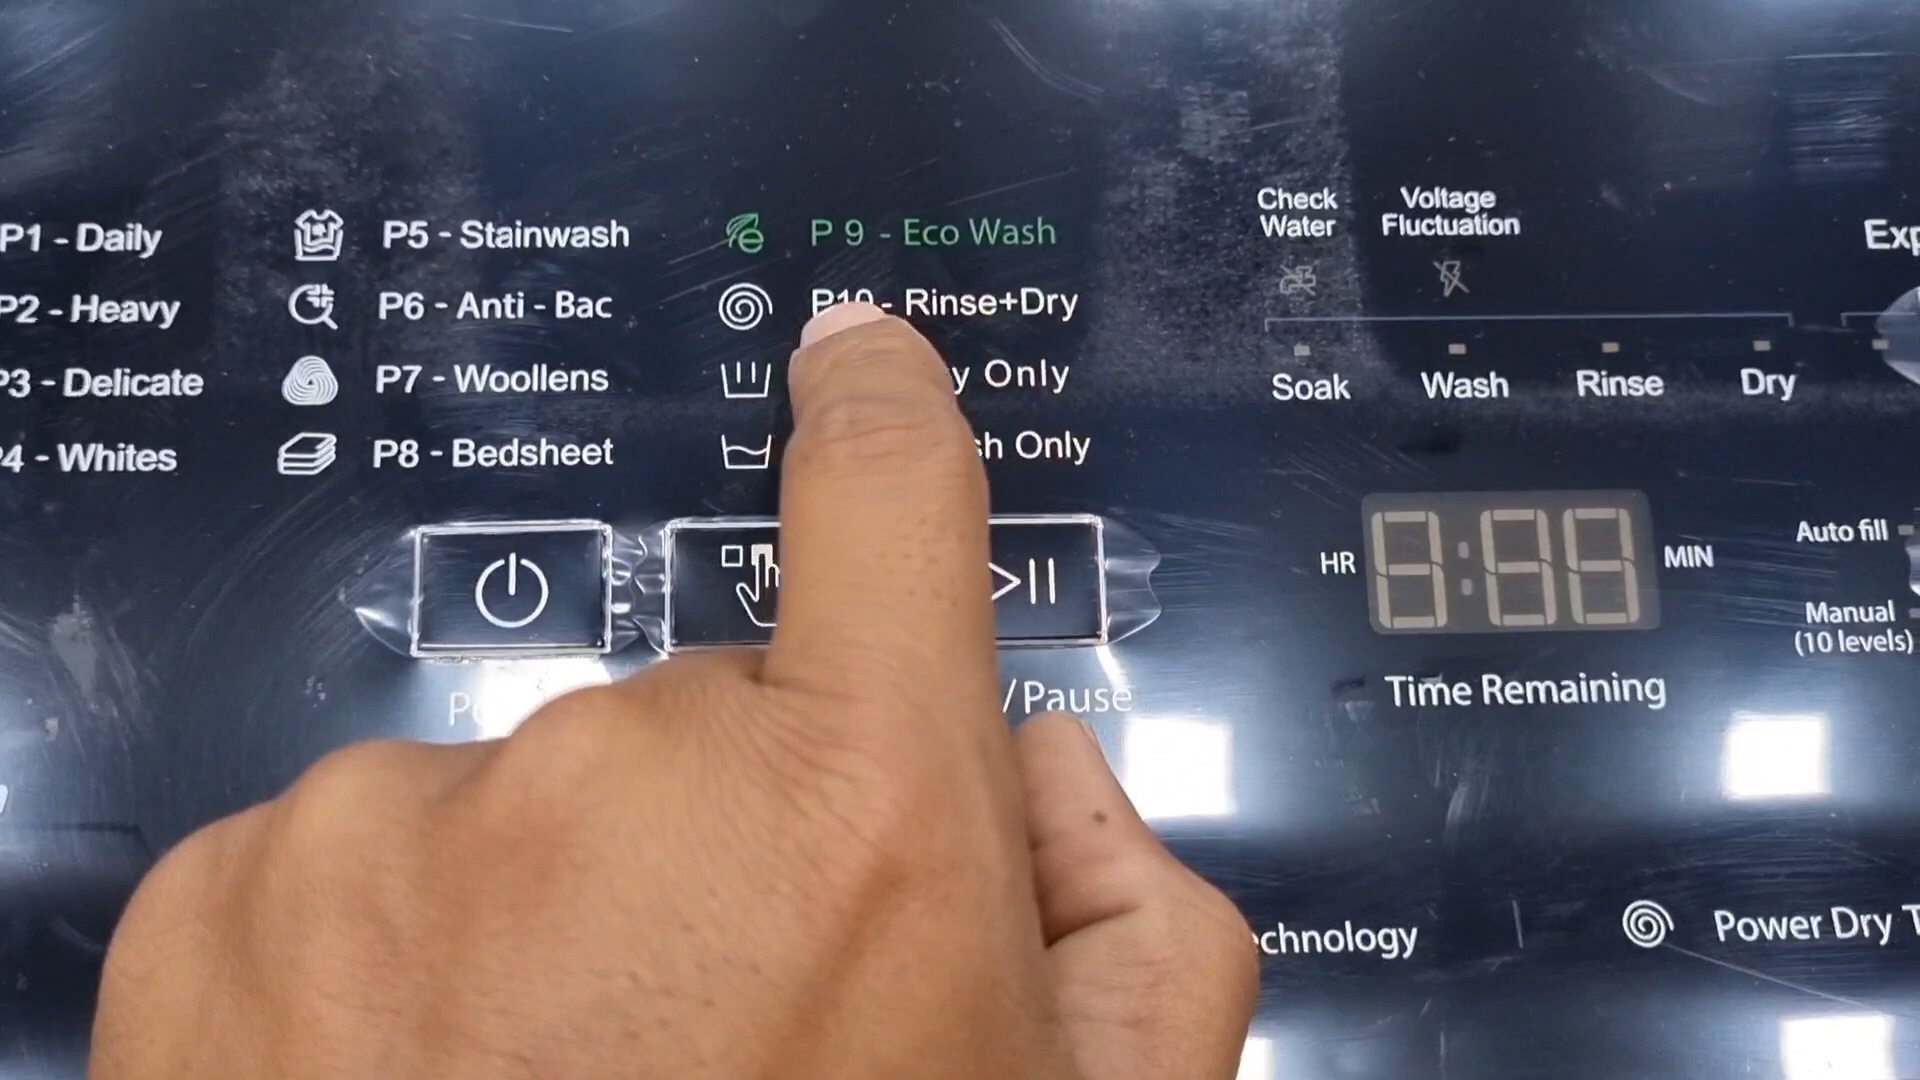 P1 - Daily
P2 - Heavy
P3 - Delicate
P4 - Whites
P5 - Stainwash
P6 - Anti - Bac
P7 - Woollens
P8 - Bedsheet
P 9 - Eco Wash
P10 - Rinse+Dry
Only
Only
/Pause
Check
Water
Voltage
Fluctuation
Soak Wash Rinse Dry
HR
MIN
Time Remaining
Auto fill
Manual
(10 levels)
Power Dry